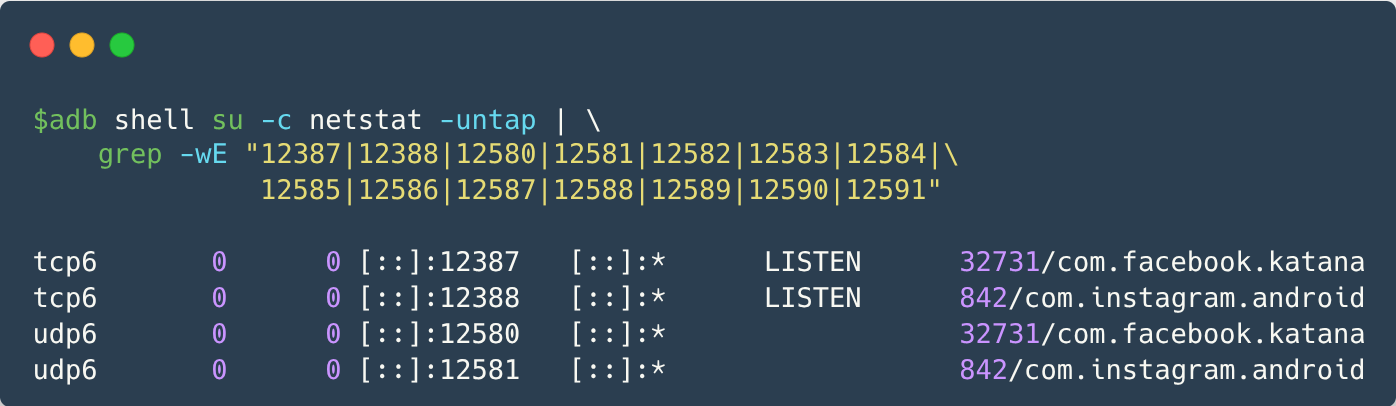 $adb shell su -c netstat -untap | \
grep -wE "12387|12388|12580|12581|12582|12583|12584|\
12585|12586|12587|12588|12589|12590|12591"
tcp6 0 0 [::]:12387 [::]:* LISTEN 32731/com.facebook.katana
tcp6 0 0 [::]:12388 [::]:* LISTEN 842/com.instagram.android
udp6 0 0 [::]:12580 [::]:* 32731/com.facebook.katana
udp6 0 0 [::]:12581 [::]:* 842/com.instagram.android